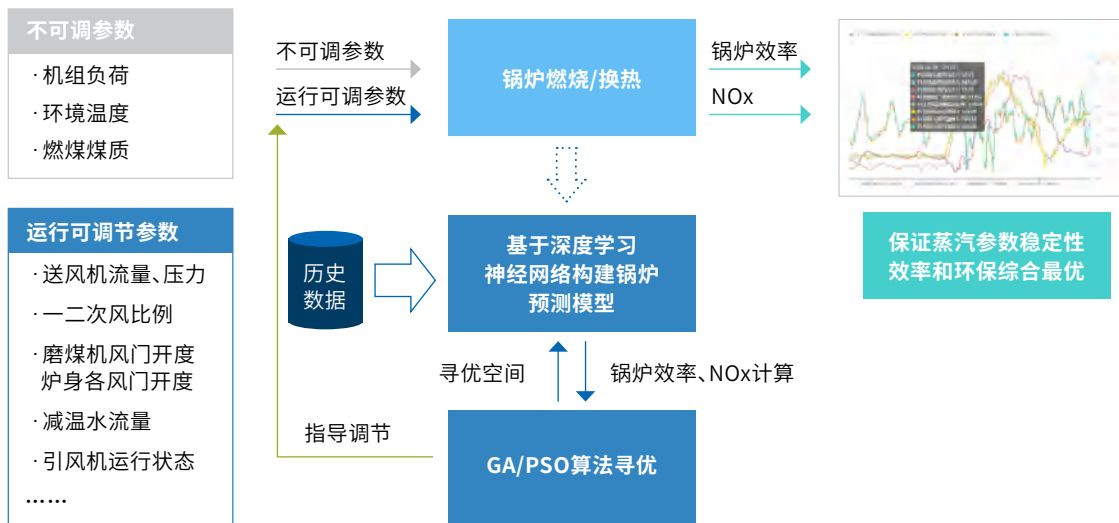 不可调参数
·机组负荷
·环境温度
·燃煤煤质
运行可调节参数
·送风机流量、压力
·一二次风比例
·磨煤机风门开度
炉身各风门开度
·减温水流量
·引风机运行状态
……
不可调参数
运行可调参数
锅炉燃烧/换热
锅炉效率
NOx
历史
数据
基于深度学习
神经网络构建锅炉
预测模型
寻优空间
锅炉效率、NOx计算
指导调节
GA/PSO算法寻优
保证蒸汽参数稳定性
效率和环保综合最优